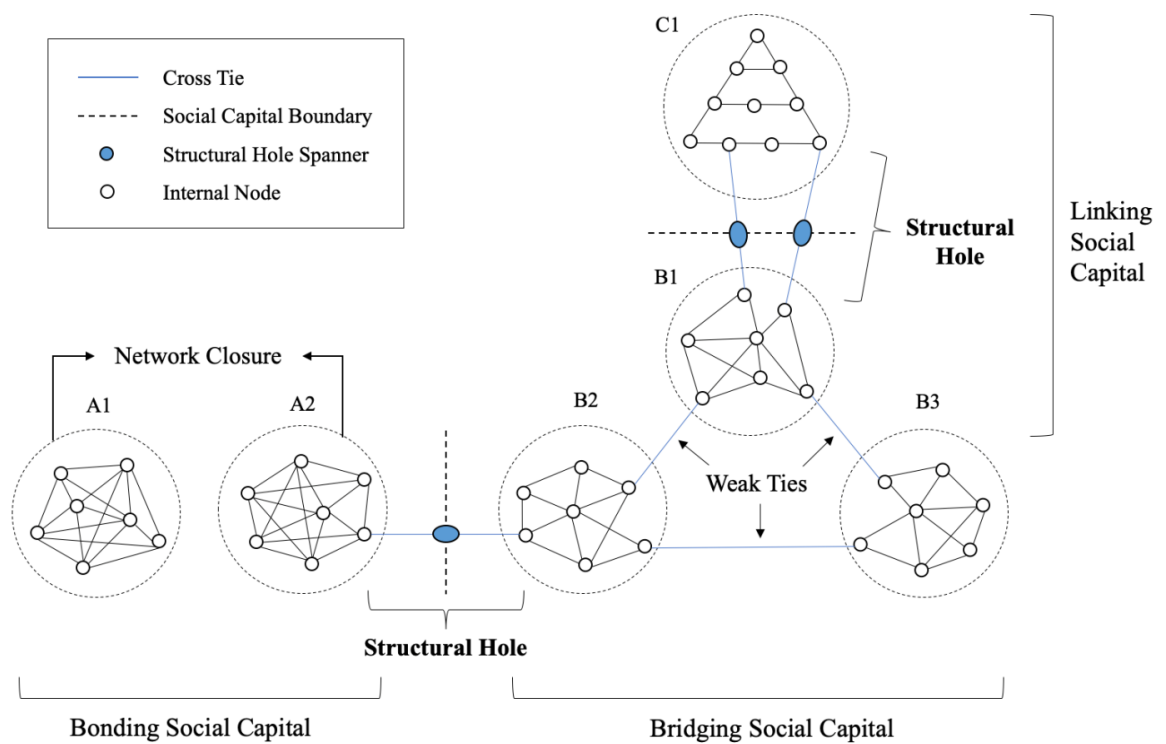 C1
Cross Tie
Social Capital Boundary
Structural Hole Spanner
Internal Node
Structural
Hole
Linking
Social
Capital
B1
Network Closure
A1
A2
B2
B3
Weak Ties
Structural Hole
Bonding Social Capital
Bridging Social Capital